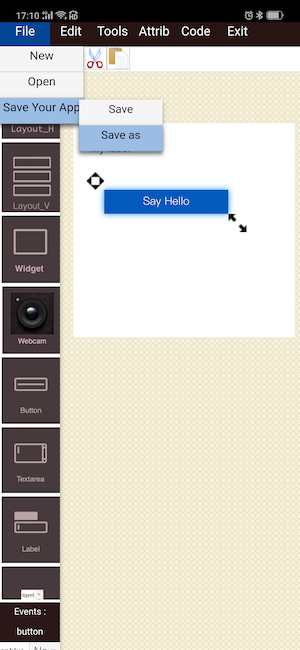 17:10
File Edit Tools Attrib Code Exit
New
Open
Save Your App
Save
Save as
Layout_H
Layout_V
Widget
Webcam
Button
Textarea
Label
Say Hello
Events :
button